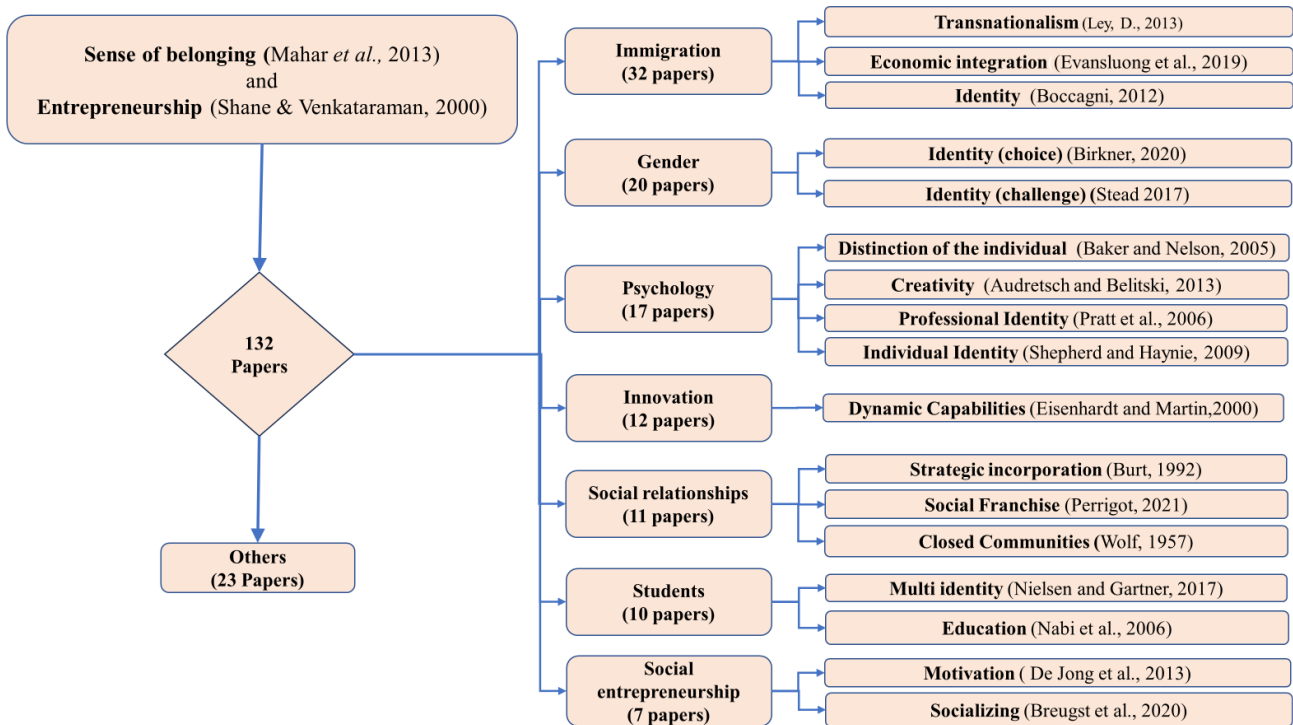 Sense of belonging (Mahar et al., 2013)
and
Entrepreneurship (Shane & Venkataraman, 2000)
132
Papers
Others
(23 Papers)
Immigration
(32 papers)
Transnationalism (Ley, D., 2013)
Economic integration (Evansluong et al., 2019)
Identity (Boccagni, 2012)
Gender
(20 papers)
Identity (choice) (Birkner, 2020)
Identity (challenge) (Stead 2017)
Psychology
(17 papers)
Distinction of the individual (Baker and Nelson, 2005)
Creativity (Audretsch and Belitski, 2013)
Professional Identity (Pratt et al., 2006)
Individual Identity (Shepherd and Haynie, 2009)
Innovation
(12 papers)
Dynamic Capabilities (Eisenhardt and Martin,2000)
Social relationships
(11 papers)
Strategic incorporation (Burt, 1992)
Social Franchise (Perrigot, 2021)
Closed Communities (Wolf, 1957)
Students
(10 papers)
Multi identity (Nielsen and Gartner, 2017)
Education (Nabi et al., 2006)
Social
entrepreneurship
(7 papers)
Motivation ( De Jong et al., 2013)
Socializing (Breugst et al., 2020)